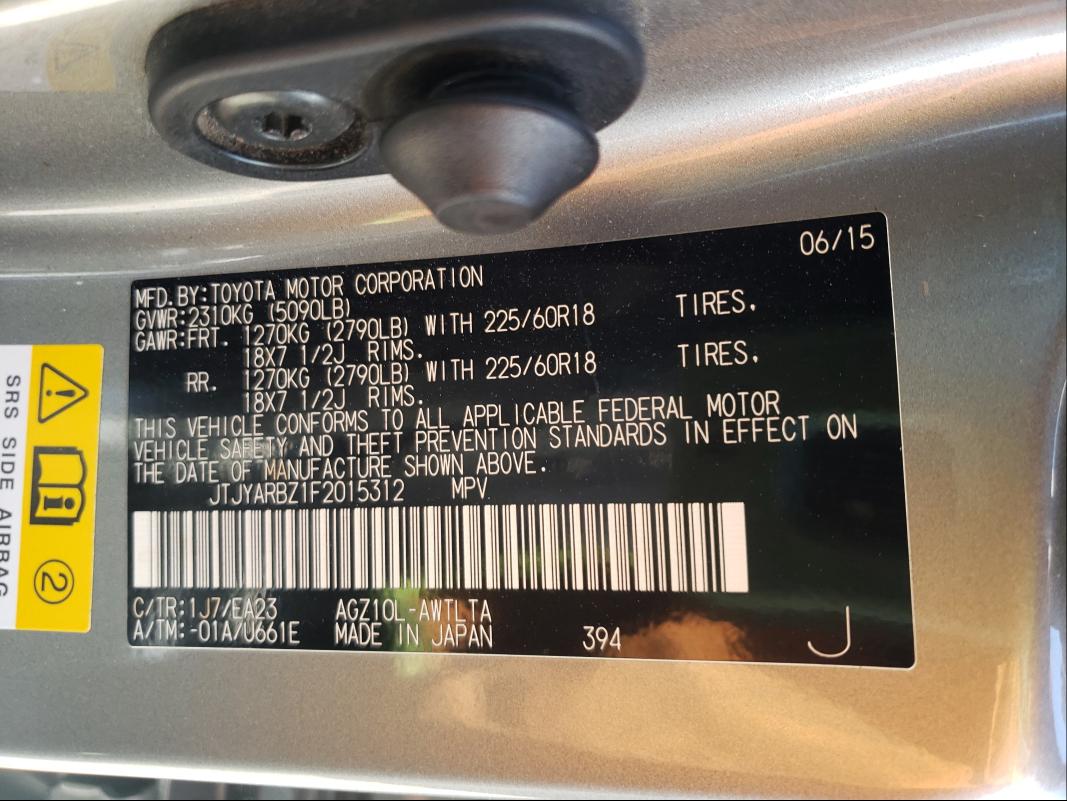 06/15
MFD.BY:TOYOTA MOTOR CORPORATION
GVWR:2310KG (5090LB)
GAWR:FRT. 1270KG (2790LB) WITH 225/60R18 TIRES.
18X7 1/2J RIMS.
RR. 1270KG (2790LB) WITH 225/60R18 TIRES.
18X7 1/2J RIMS.
THIS VEHICLE CONFORMS TO ALL APPLICABLE FEDERAL MOTOR
VEHICLE SAFETY AND THEFT PREVENTION STANDARDS IN EFFECT ON
THE DATE OF MANUFACTURE SHOWN ABOVE.
JTJYARBZ1F2015312 MPV
C/TR:1J7/EA23 AGZ10L-AWTLTA
A/TM:-01A/U661E MADE IN JAPAN 394 J
SRS SIDE AIRBAG
2